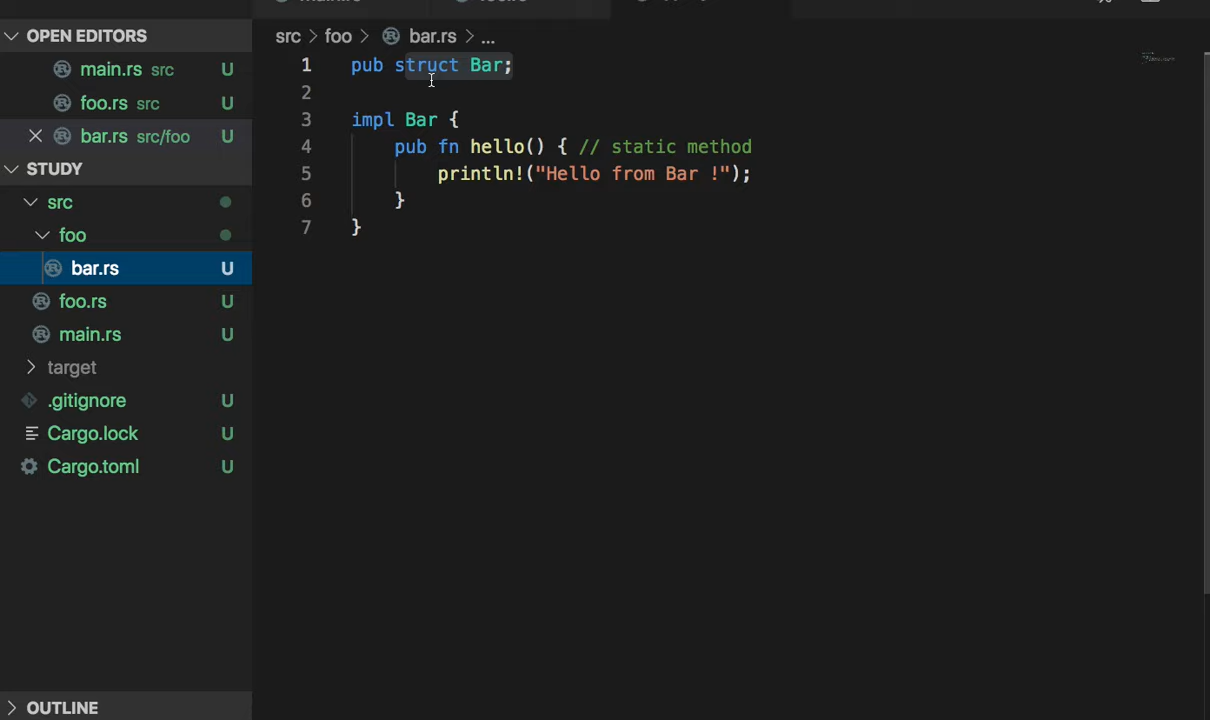 OPEN EDITORS
main.rs src U
foo.rs src U
bar.rs src/foo U
STUDY
src
foo
bar.rs U
foo.rs U
main.rs U
target
.gitignore U
Cargo.lock U
Cargo.toml U
OUTLINE
src > foo > bar.rs > ...
1 pub struct Bar;
2
3 impl Bar {
4 pub fn hello() { // static method
5 println!("Hello from Bar !");
6 }
7 }